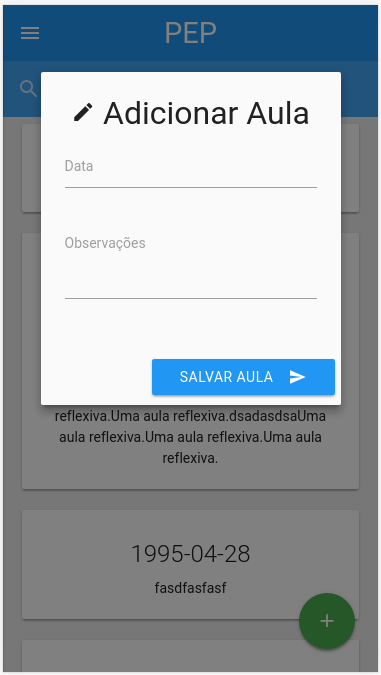 PEP
Adicionar Aula
Data
Observações
SALVAR AULA
reflexiva.Uma aula reflexiva.dsadasdsaUma
aula reflexiva.Uma aula reflexiva.Uma aula
reflexiva.
1995-04-28
fasdfasfasf